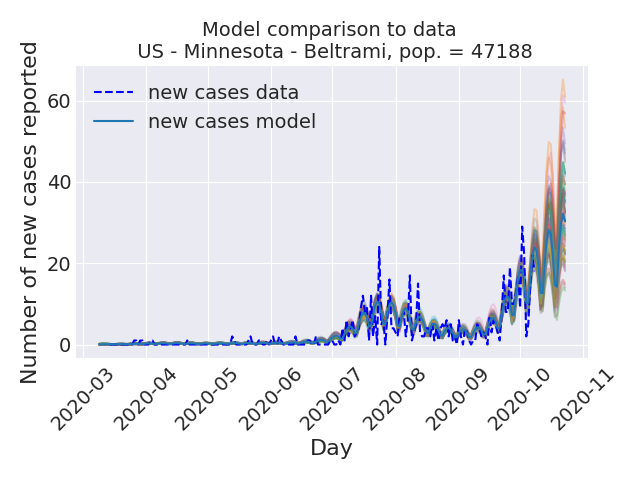 Model comparison to data
US - Minnesota - Beltrami, pop. = 47188
Number of new cases reported
60
40
20
0
new cases data
new cases model
2020-03
2020-04
2020-05
2020-06
2020-07
2020-08
2020-09
2020-10
2020-11
Day